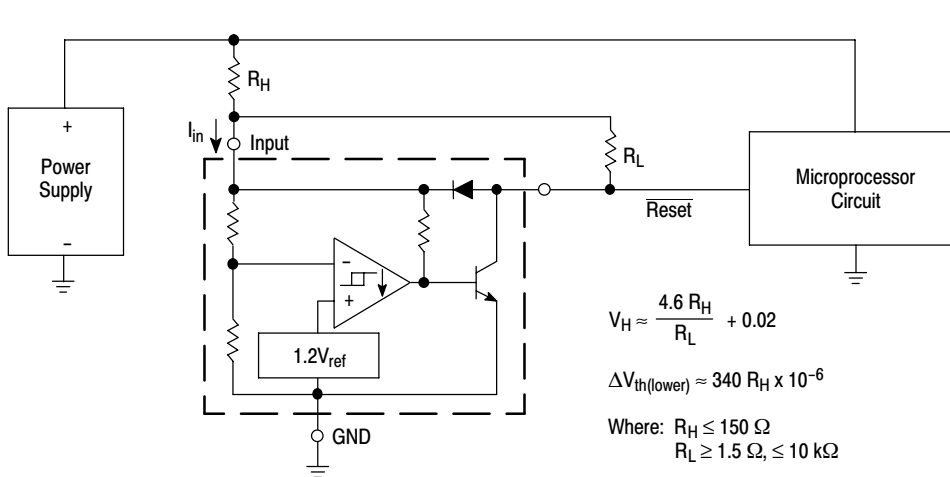 R_H
I_in
Input
+
Power
Supply
–
R_L
Microprocessor
Circuit
Reset
–
+
1.2V_ref
GND
V_H ≈ 4.6 R_H / R_L + 0.02
ΔV_th(lower) ≈ 340 R_H x 10^–6
Where: R_H ≤ 150 Ω
R_L ≥ 1.5 Ω, ≤ 10 kΩ